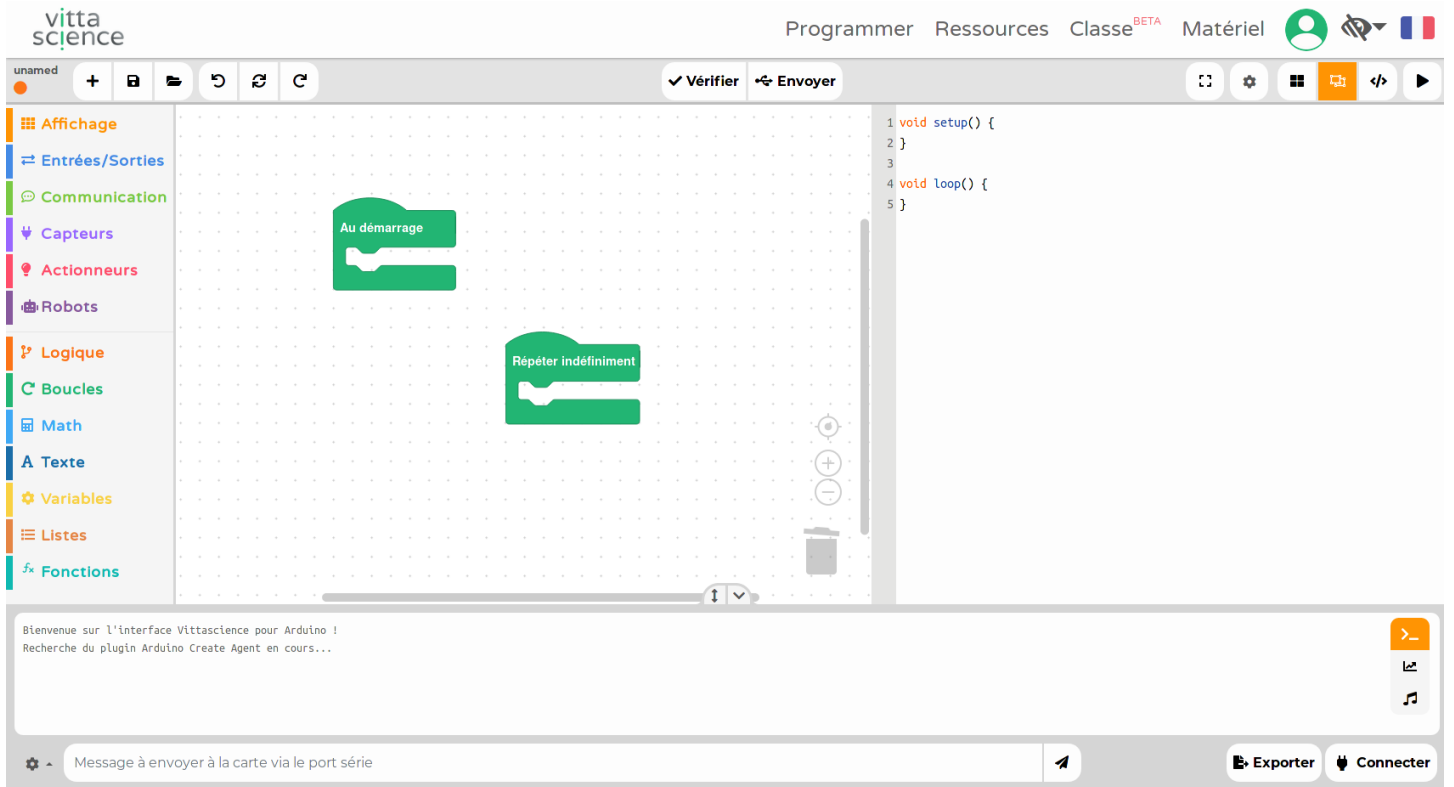 vitta
science
Programmer Ressources Classe BETA Matériel
unamed
Vérifier Envoyer
Affichage
Entrées/Sorties
Communication
Capteurs
Actionneurs
Robots
Logique
Boucles
Math
Texte
Variables
Listes
Fonctions
Au démarrage
Répéter indéfiniment
1 void setup() {
2 }
3
4 void loop() {
5 }
Bienvenue sur l'interface Vittascience pour Arduino !
Recherche du plugin Arduino Create Agent en cours...
Message à envoyer à la carte via le port série
Exporter Connecter